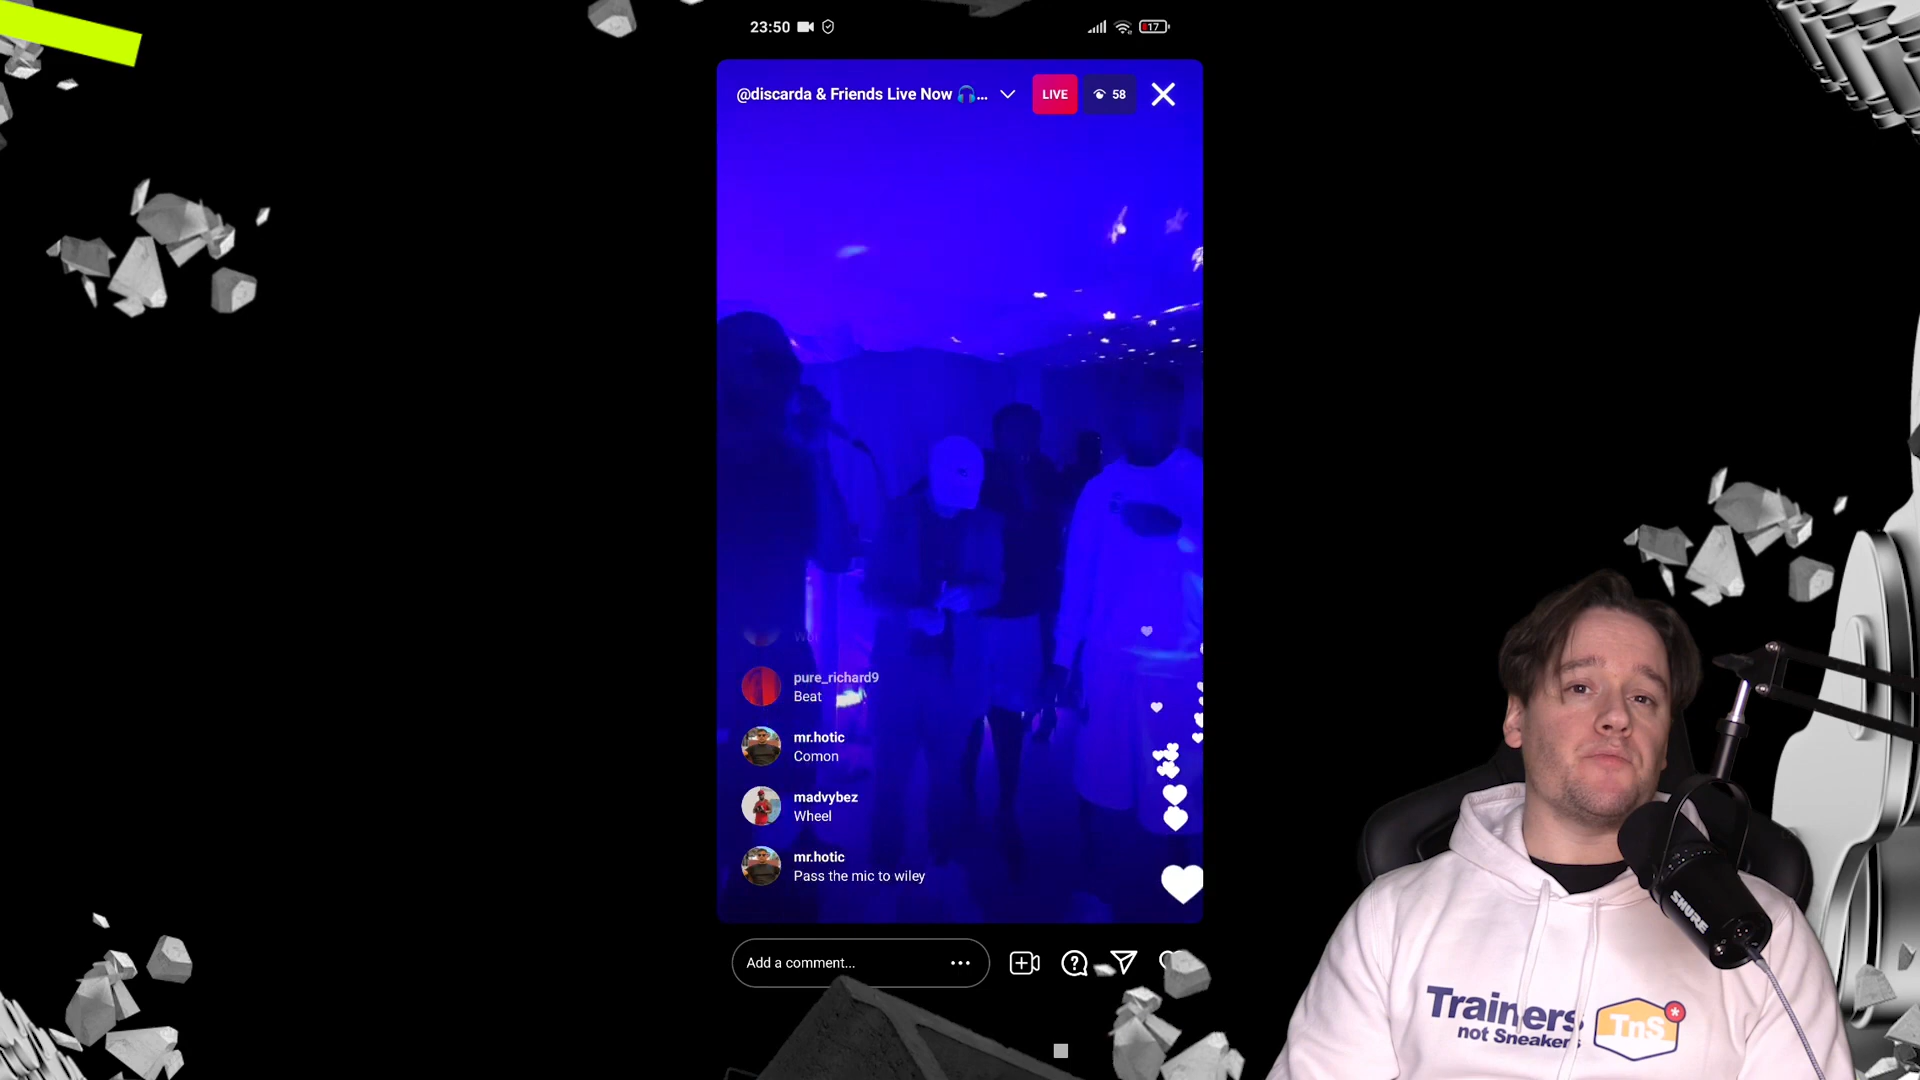 23:50
17
@discarda & Friends Live Now 🎧...
LIVE
58
pure_richard9
Beat
mr.hotic
Comon
madvybez
Wheel
mr.hotic
Pass the mic to wiley
Add a comment...
SHURE
Trainers
not Sneakers
TnS